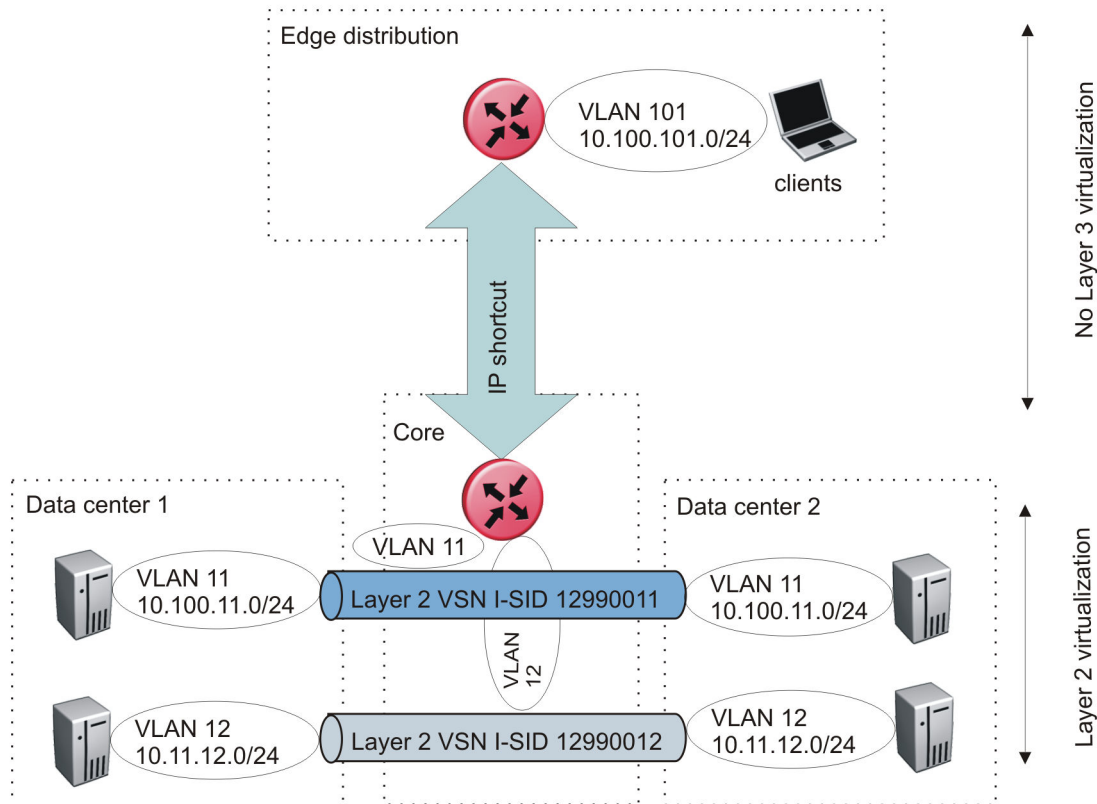 Edge distribution
VLAN 101
10.100.101.0/24
clients
No Layer 3 virtualization
IP shortcut
Core
Data center 1
Data center 2
VLAN 11
VLAN 11
10.100.11.0/24
Layer 2 VSN I-SID 12990011
VLAN 11
10.100.11.0/24
VLAN
12
VLAN 12
10.11.12.0/24
Layer 2 VSN I-SID 12990012
VLAN 12
10.11.12.0/24
Layer 2 virtualization